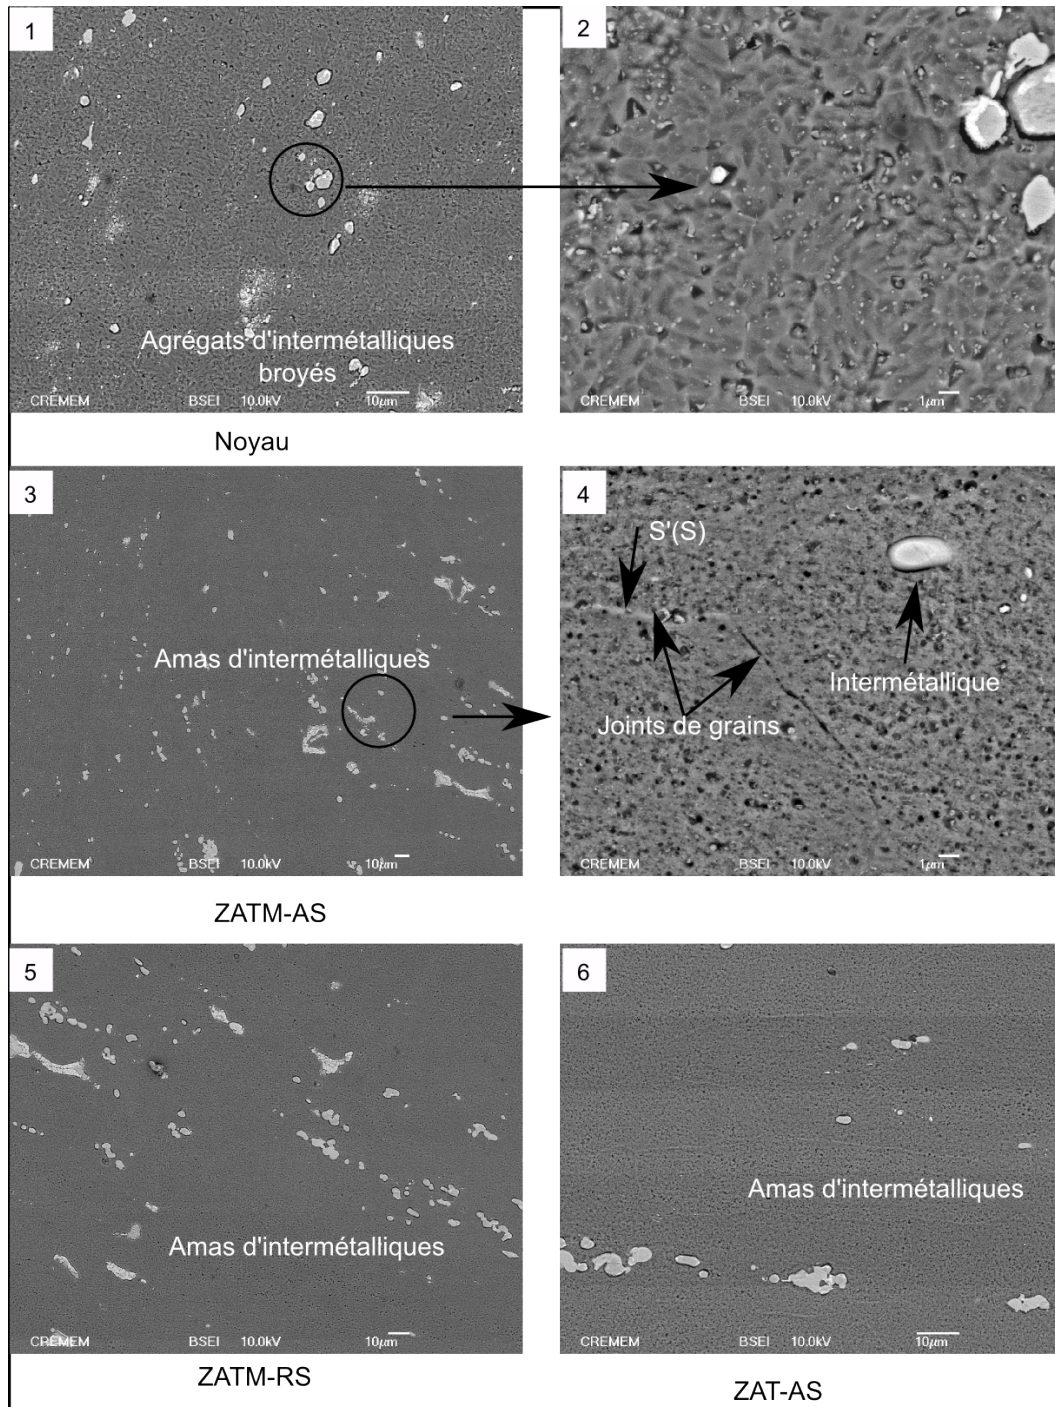 1
Agrégats d'intermétalliques
broyés
CREMEM BSEI 10.0kV 10µm
2
CREMEM BSEI 10.0kV 1µm
Noyau
3
Amas d'intermétalliques
CREMEM BSEI 10.0kV 10µm
4
S'(S)
Intermétallique
Joints de grains
CREMEM BSEI 10.0kV 1µm
ZATM-AS
5
Amas d'intermétalliques
CREMEM BSEI 10.0kV 10µm
6
Amas d'intermétalliques
CREMEM BSEI 10.0kV 10µm
ZATM-RS
ZAT-AS